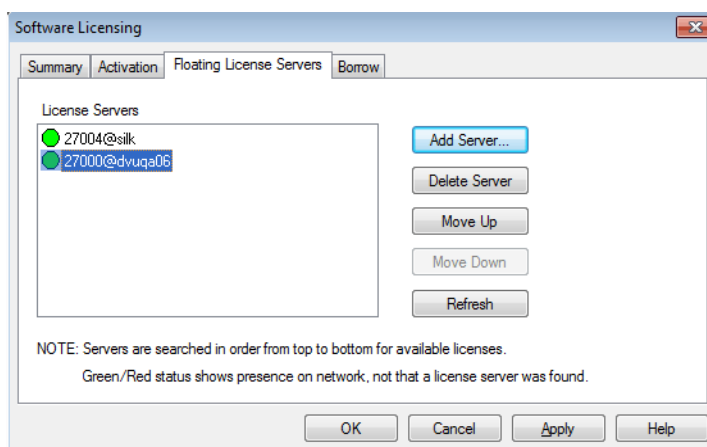 Software Licensing
Summary Activation Floating License Servers Borrow
License Servers
27004@silk
27000@dvuqa06
Add Server...
Delete Server
Move Up
Move Down
Refresh
NOTE: Servers are searched in order from top to bottom for available licenses.
Green/Red status shows presence on network, not that a license server was found.
OK Cancel Apply Help